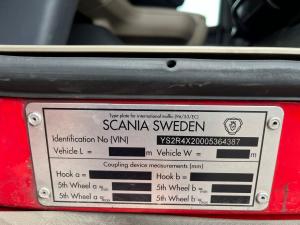 Type plate for international traffic (96/53/EC)
SCANIA SWEDEN
Identification No (VIN) YS2R4X20005364387
Vehicle L = m Vehicle W = m
Coupling device measurements (mm)
Hook a = Hook b =
5th Wheel a = 5th Wheel b =
5th Wheel a = 5th Wheel b =